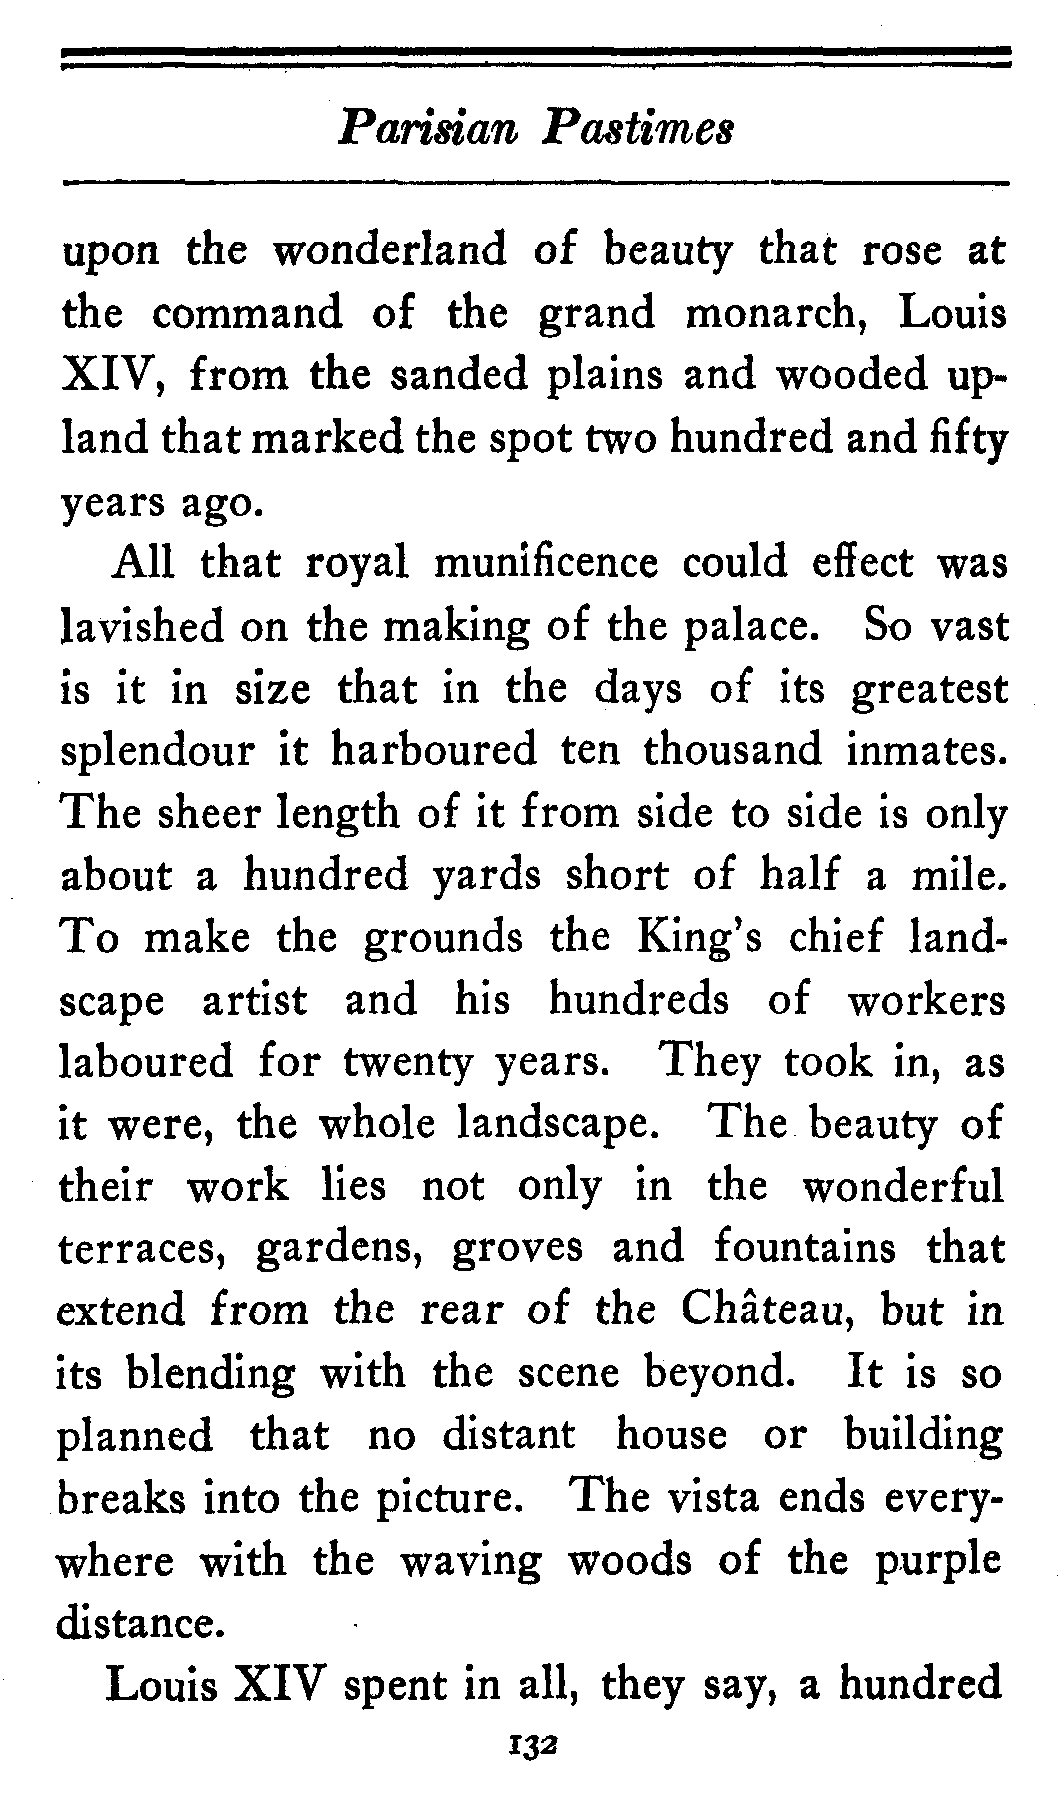 Parisian Pastimes
upon the wonderland of beauty that rose at
the command of the grand monarch, Louis
XIV, from the sanded plains and wooded up-
land that marked the spot two hundred and fifty
years ago.
All that royal munificence could effect was
lavished on the making of the palace. So vast
is it in size that in the days of its greatest
splendour it harboured ten thousand inmates.
The sheer length of it from side to side is only
about a hundred yards short of half a mile.
To make the grounds the King's chief land-
scape artist and his hundreds of workers
laboured for twenty years. They took in, as
it were, the whole landscape. The beauty of
their work lies not only in the wonderful
terraces, gardens, groves and fountains that
extend from the rear of the Château, but in
its blending with the scene beyond. It is so
planned that no distant house or building
breaks into the picture. The vista ends every-
where with the waving woods of the purple
distance.
Louis XIV spent in all, they say, a hundred
132